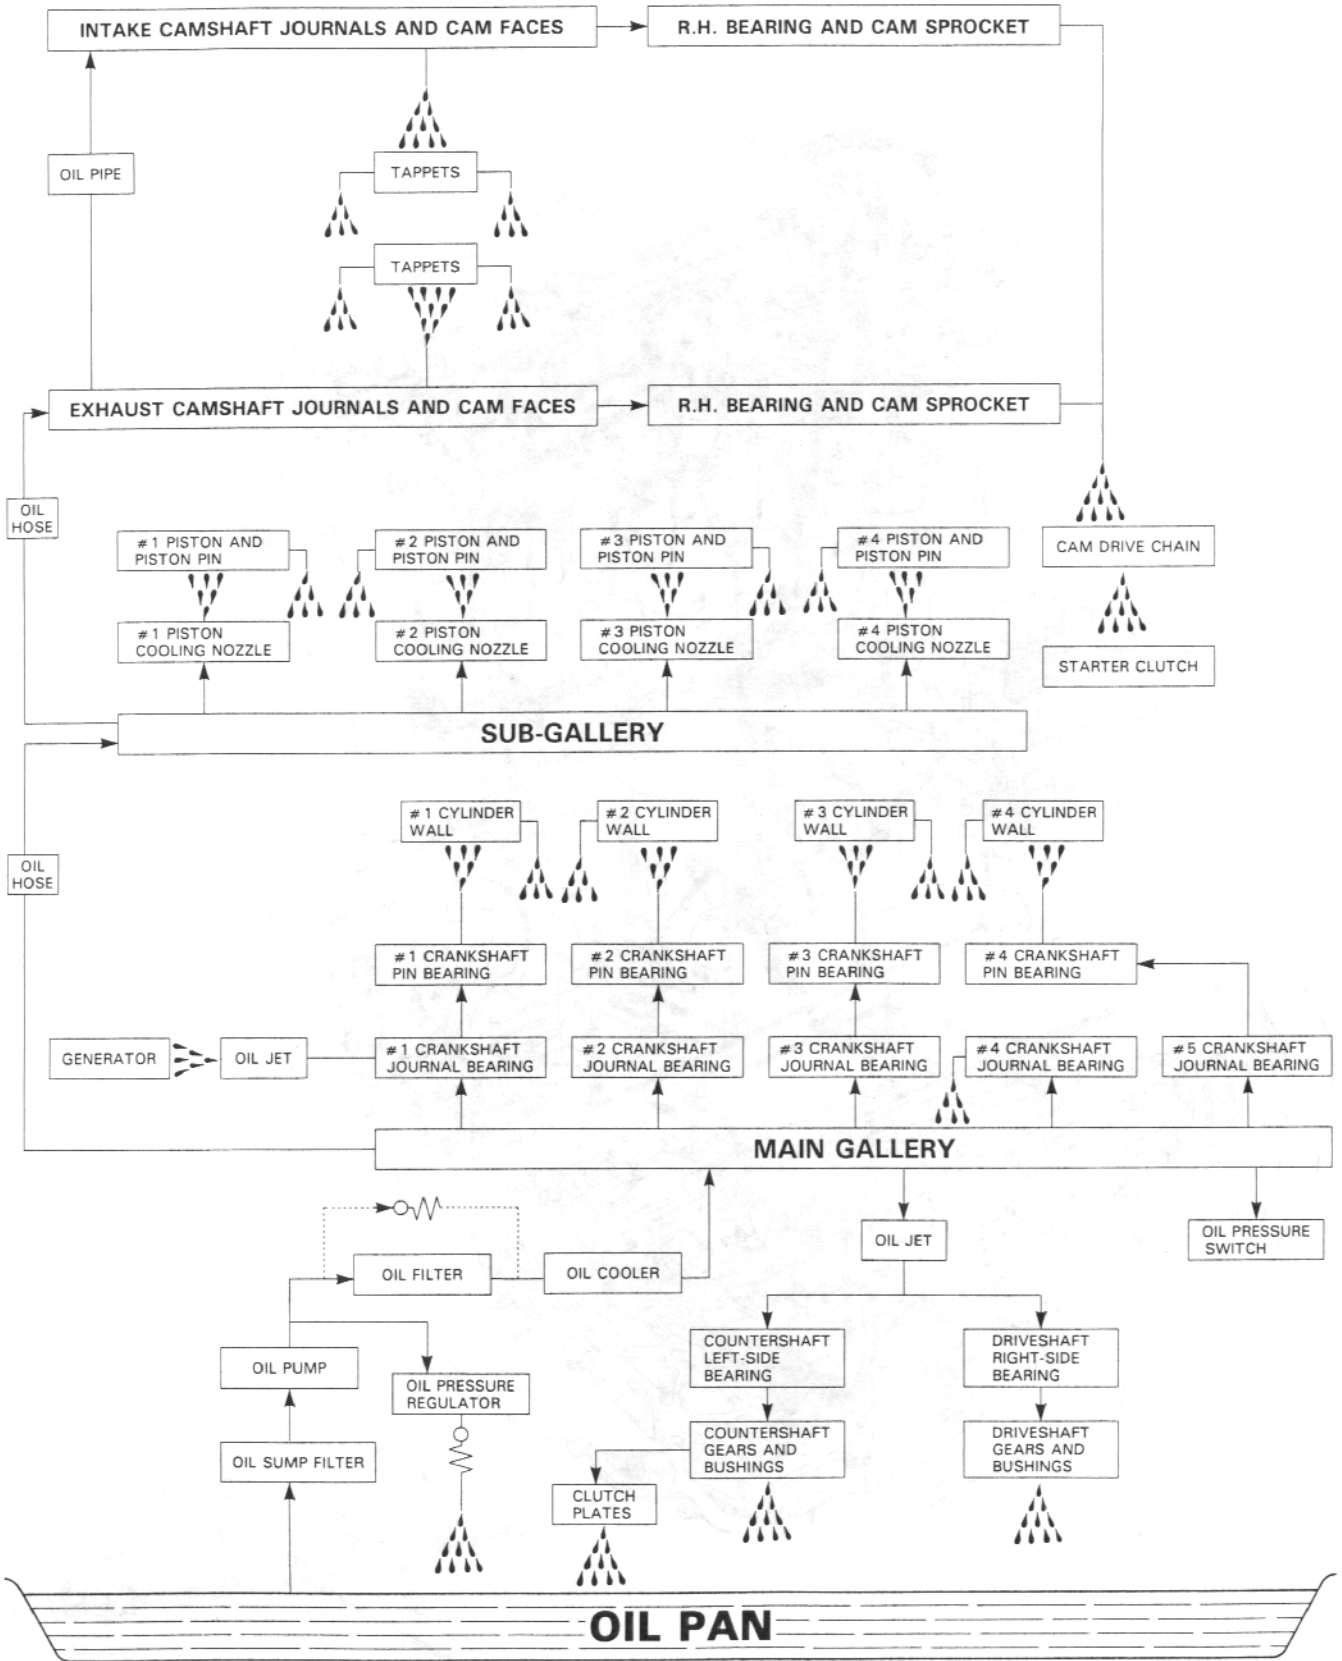 INTAKE CAMSHAFT JOURNALS AND CAM FACES
R.H. BEARING AND CAM SPROCKET
OIL PIPE
TAPPETS
TAPPETS
EXHAUST CAMSHAFT JOURNALS AND CAM FACES
R.H. BEARING AND CAM SPROCKET
OIL
HOSE
#1 PISTON AND
PISTON PIN
#2 PISTON AND
PISTON PIN
#3 PISTON AND
PISTON PIN
#4 PISTON AND
PISTON PIN
CAM DRIVE CHAIN
#1 PISTON
COOLING NOZZLE
#2 PISTON
COOLING NOZZLE
#3 PISTON
COOLING NOZZLE
#4 PISTON
COOLING NOZZLE
STARTER CLUTCH
SUB-GALLERY
#1 CYLINDER
WALL
#2 CYLINDER
WALL
#3 CYLINDER
WALL
#4 CYLINDER
WALL
OIL
HOSE
#1 CRANKSHAFT
PIN BEARING
#2 CRANKSHAFT
PIN BEARING
#3 CRANKSHAFT
PIN BEARING
#4 CRANKSHAFT
PIN BEARING
GENERATOR
OIL JET
#1 CRANKSHAFT
JOURNAL BEARING
#2 CRANKSHAFT
JOURNAL BEARING
#3 CRANKSHAFT
JOURNAL BEARING
#4 CRANKSHAFT
JOURNAL BEARING
#5 CRANKSHAFT
JOURNAL BEARING
MAIN GALLERY
OIL JET
OIL PRESSURE
SWITCH
OIL FILTER
OIL COOLER
OIL PUMP
OIL PRESSURE
REGULATOR
COUNTERSHAFT
LEFT-SIDE
BEARING
DRIVESHAFT
RIGHT-SIDE
BEARING
OIL SUMP FILTER
COUNTERSHAFT
GEARS AND
BUSHINGS
DRIVESHAFT
GEARS AND
BUSHINGS
CLUTCH
PLATES
OIL PAN